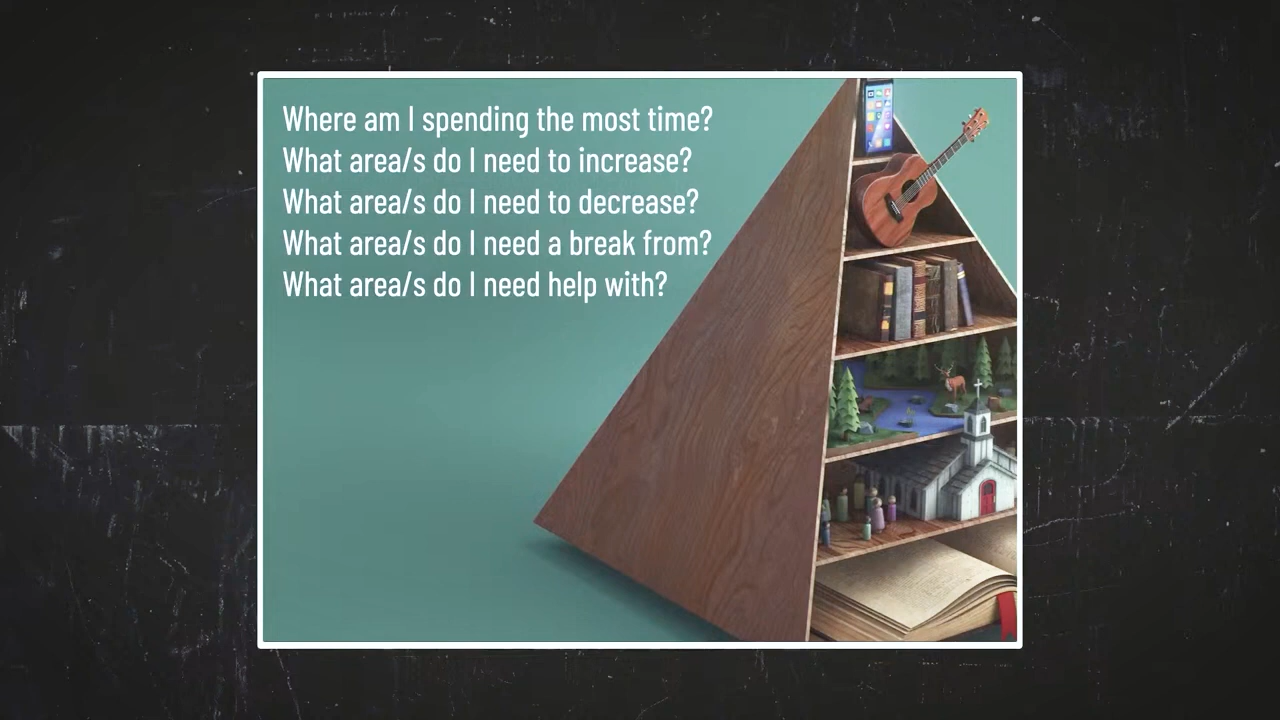 Where am I spending the most time?
What area/s do I need to increase?
What area/s do I need to decrease?
What area/s do I need a break from?
What area/s do I need help with?